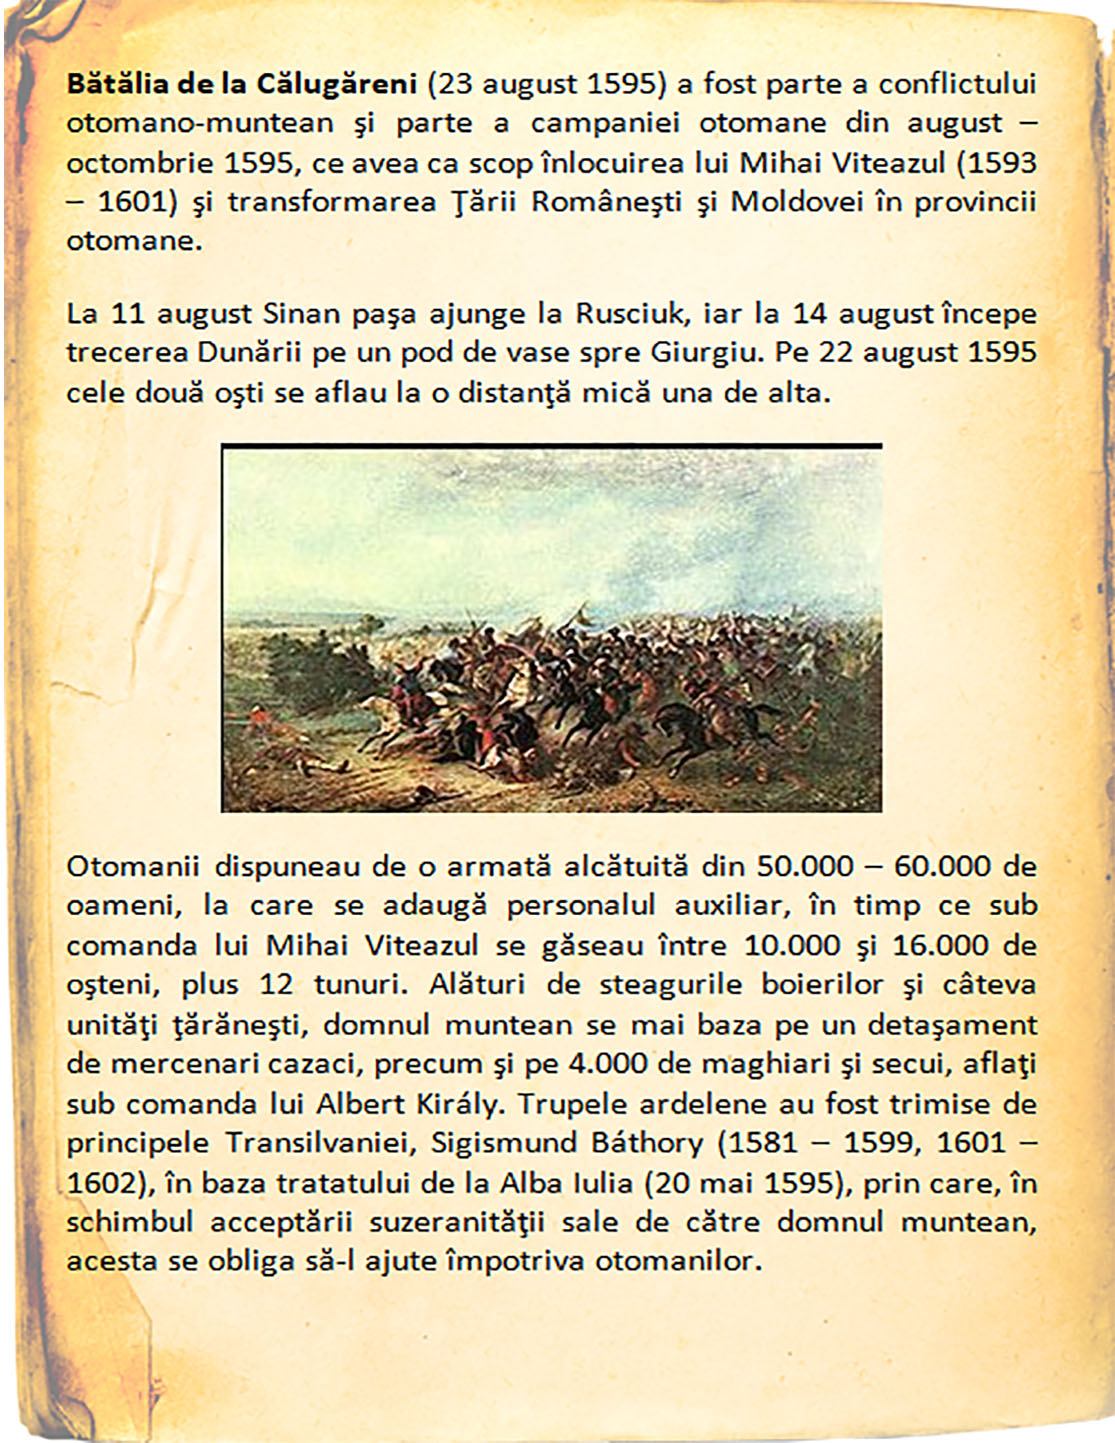 Bătălia de la Călugăreni (23 august 1595) a fost parte a conflictului
otomano-muntean şi parte a campaniei otomane din august –
octombrie 1595, ce avea ca scop înlocuirea lui Mihai Viteazul (1593
– 1601) şi transformarea Ţării Româneşti şi Moldovei în provincii
otomane.
La 11 august Sinan paşa ajunge la Rusciuk, iar la 14 august începe
trecerea Dunării pe un pod de vase spre Giurgiu. Pe 22 august 1595
cele două oşti se aflau la o distanţă mică una de alta.
Otomanii dispuneau de o armată alcătuită din 50.000 – 60.000 de
oameni, la care se adaugă personalul auxiliar, în timp ce sub
comanda lui Mihai Viteazul se găseau între 10.000 şi 16.000 de
oşteni, plus 12 tunuri. Alături de steagurile boierilor şi câteva
unităţi ţărăneşti, domnul muntean se mai baza pe un detaşament
de mercenari cazaci, precum şi pe 4.000 de maghiari şi secui, aflaţi
sub comanda lui Albert Király. Trupele ardelene au fost trimise de
principele Transilvaniei, Sigismund Báthory (1581 – 1599, 1601 –
1602), în baza tratatului de la Alba Iulia (20 mai 1595), prin care, în
schimbul acceptării suzeranităţii sale de către domnul muntean,
acesta se obliga să-l ajute împotriva otomanilor.